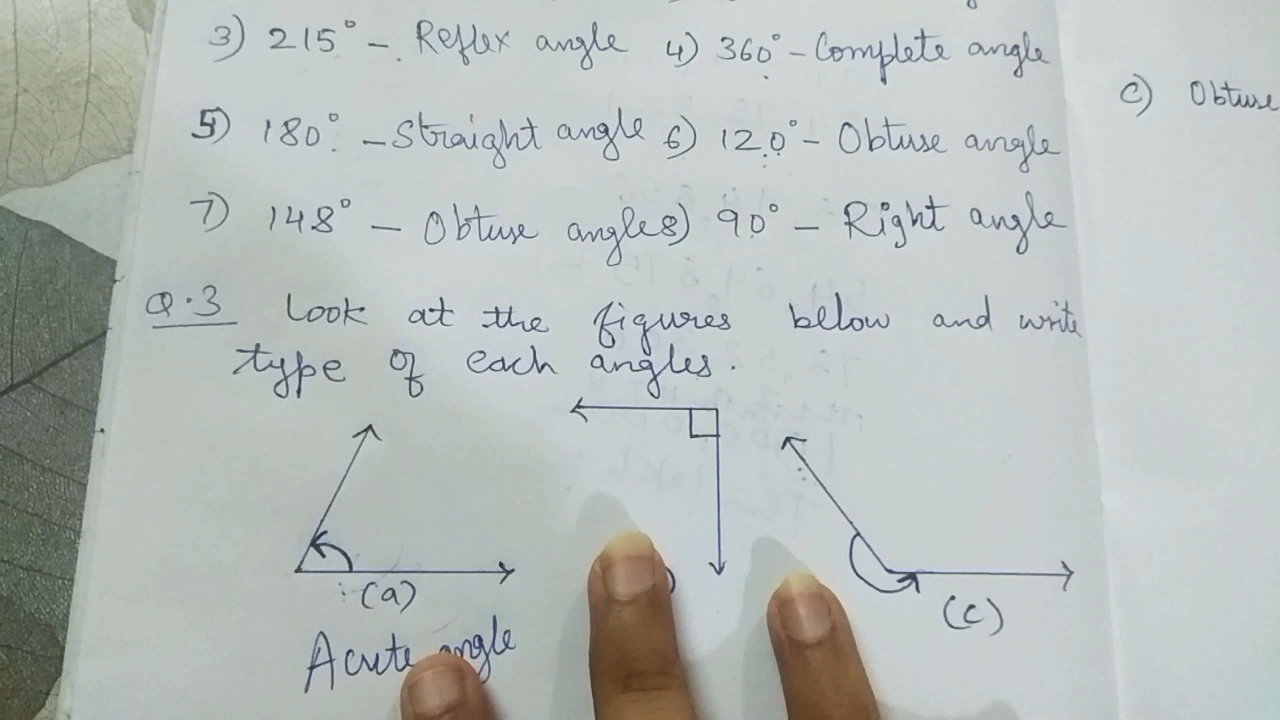 3) 215° - Reflex angle 4) 360° - Complete angle
5) 180° - Straight angle 6) 120° - Obtuse angle
7) 148° - Obtuse angle 8) 90° - Right angle
Q.3 Look at the figures below and write
type of each angles.
(a)
(c)
Acute angle
c) Obtuse